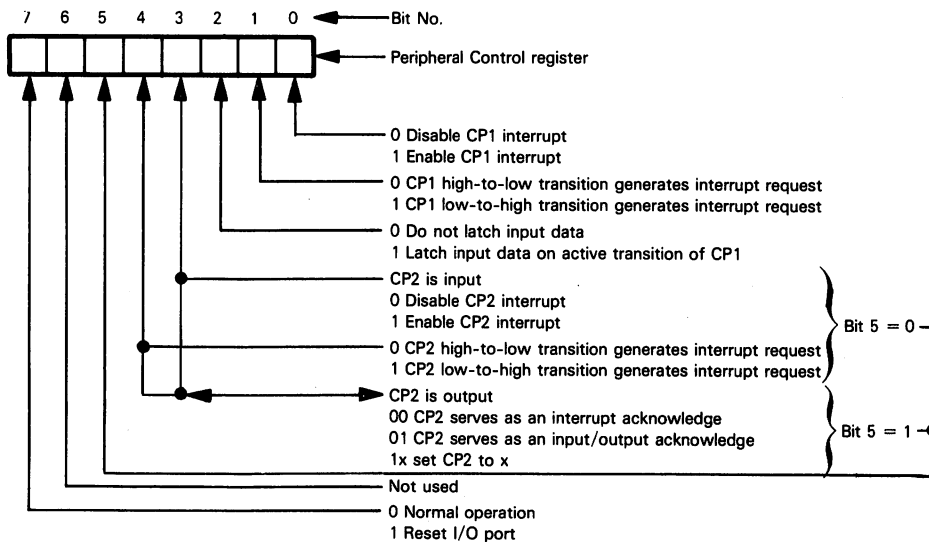 7 6 5 4 3 2 1 0 Bit No.
Peripheral Control register
0 Disable CP1 interrupt
1 Enable CP1 interrupt
0 CP1 high-to-low transition generates interrupt request
1 CP1 low-to-high transition generates interrupt request
0 Do not latch input data
1 Latch input data on active transition of CP1
CP2 is input
0 Disable CP2 interrupt
1 Enable CP2 interrupt
Bit 5 = 0
0 CP2 high-to-low transition generates interrupt request
1 CP2 low-to-high transition generates interrupt request
CP2 is output
00 CP2 serves as an interrupt acknowledge
01 CP2 serves as an input/output acknowledge
Bit 5 = 1
1x set CP2 to x
Not used
0 Normal operation
1 Reset I/O port